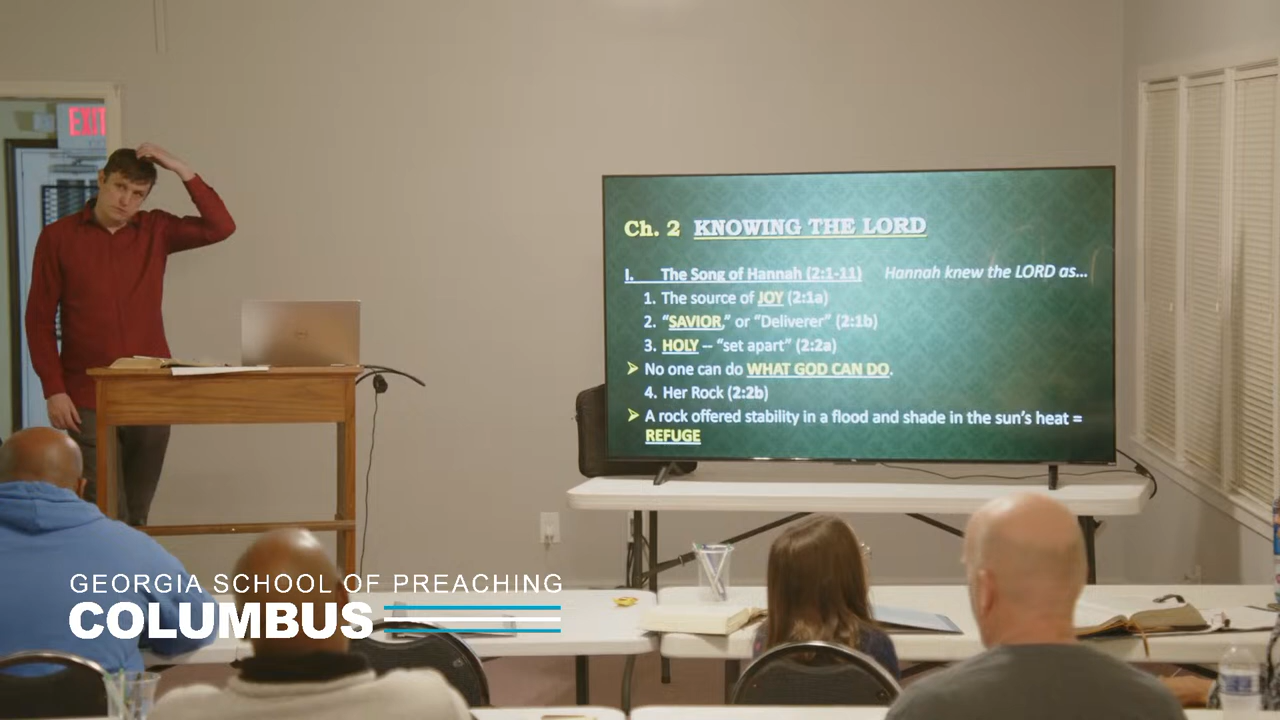 EXIT
Ch. 2 KNOWING THE LORD
I. The Song of Hannah (2:1-11) Hannah knew the LORD as...
1. The source of JOY (2:1a)
2. “SAVIOR,” or “Deliverer” (2:1b)
3. HOLY – “set apart” (2:2a)
➢ No one can do WHAT GOD CAN DO.
4. Her Rock (2:2b)
➢ A rock offered stability in a flood and shade in the sun’s heat =
REFUGE
GEORGIA SCHOOL OF PREACHING
COLUMBUS